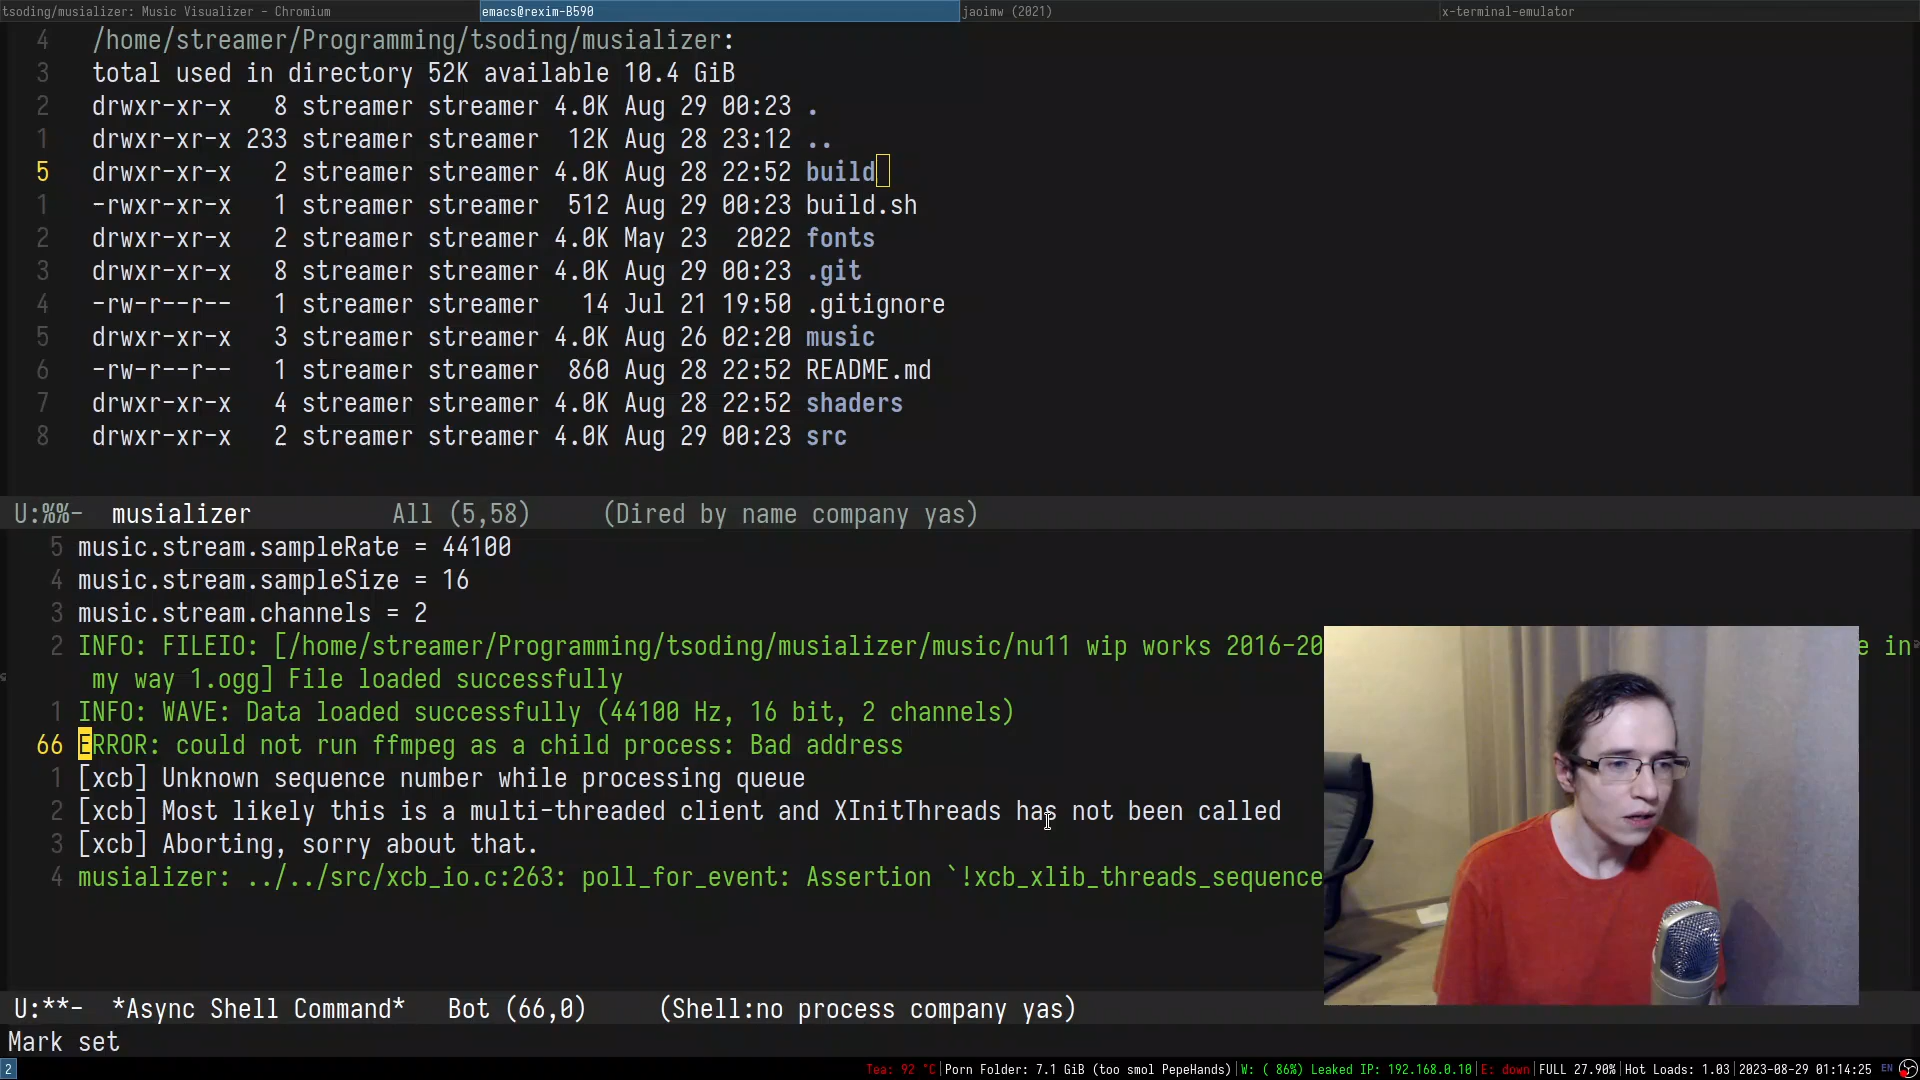 tsoding/musializer: Music Visualizer - Chromium
emacs@rexim-B590
jaoimw (2021)
x-terminal-emulator
4 /home/streamer/Programming/tsoding/musializer:
3 total used in directory 52K available 10.4 GiB
2 drwxr-xr-x 8 streamer streamer 4.0K Aug 29 00:23 .
1 drwxr-xr-x 233 streamer streamer 12K Aug 28 23:12 ..
5 drwxr-xr-x 2 streamer streamer 4.0K Aug 28 22:52 build
1 -rwxr-xr-x 1 streamer streamer 512 Aug 29 00:23 build.sh
2 drwxr-xr-x 2 streamer streamer 4.0K May 23 2022 fonts
3 drwxr-xr-x 8 streamer streamer 4.0K Aug 29 00:23 .git
4 -rw-r--r-- 1 streamer streamer 14 Jul 21 19:50 .gitignore
5 drwxr-xr-x 3 streamer streamer 4.0K Aug 26 02:20 music
6 -rw-r--r-- 1 streamer streamer 860 Aug 28 22:52 README.md
7 drwxr-xr-x 4 streamer streamer 4.0K Aug 28 22:52 shaders
8 drwxr-xr-x 2 streamer streamer 4.0K Aug 29 00:23 src
U:%%- musializer All (5,58) (Dired by name company yas)
5 music.stream.sampleRate = 44100
4 music.stream.sampleSize = 16
3 music.stream.channels = 2
2 INFO: FILEIO: [/home/streamer/Programming/tsoding/musializer/music/nu11 wip works 2016-20 e in
my way 1.ogg] File loaded successfully
1 INFO: WAVE: Data loaded successfully (44100 Hz, 16 bit, 2 channels)
66 ERROR: could not run ffmpeg as a child process: Bad address
1 [xcb] Unknown sequence number while processing queue
2 [xcb] Most likely this is a multi-threaded client and XInitThreads has not been called
3 [xcb] Aborting, sorry about that.
4 musializer: ../../src/xcb_io.c:263: poll_for_event: Assertion `!xcb_xlib_threads_sequence
U:**- *Async Shell Command* Bot (66,0) (Shell:no process company yas)
Mark set
2 Tea: 92 °C|Porn Folder: 7.1 GiB (too smol PepeHands)|W: ( 86%) Leaked IP: 192.168.0.10|E: down|FULL 27.90%|Hot Loads: 1.03|2023-08-29 01:14:25 EN